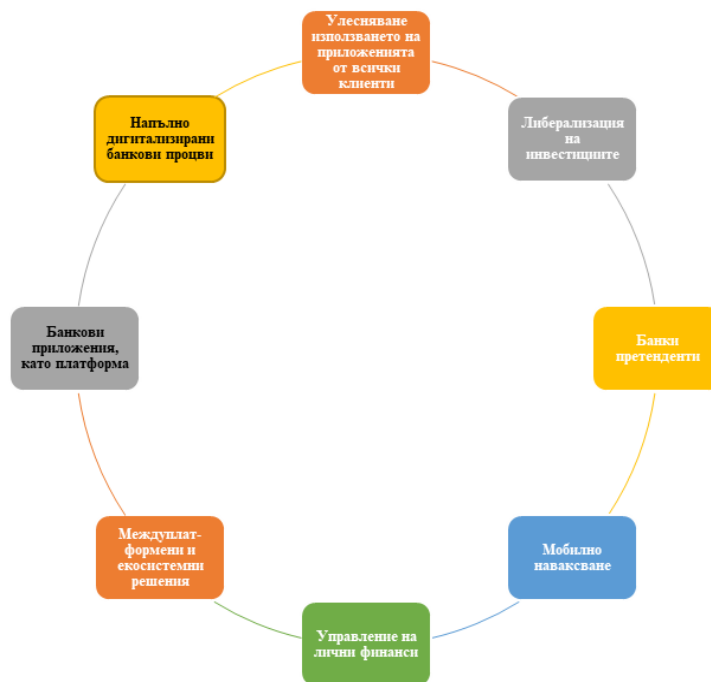 Улесняване
използването на
приложенията
от всички
клиенти
Либерализация
на
инвестициите
Банки
претенденти
Мобилно
наваксване
Управление на
лични финанси
Междуплат-
формени и
екосистемни
решения
Банкови
приложения,
като платформа
Напълно
дигитализирани
банкови процви